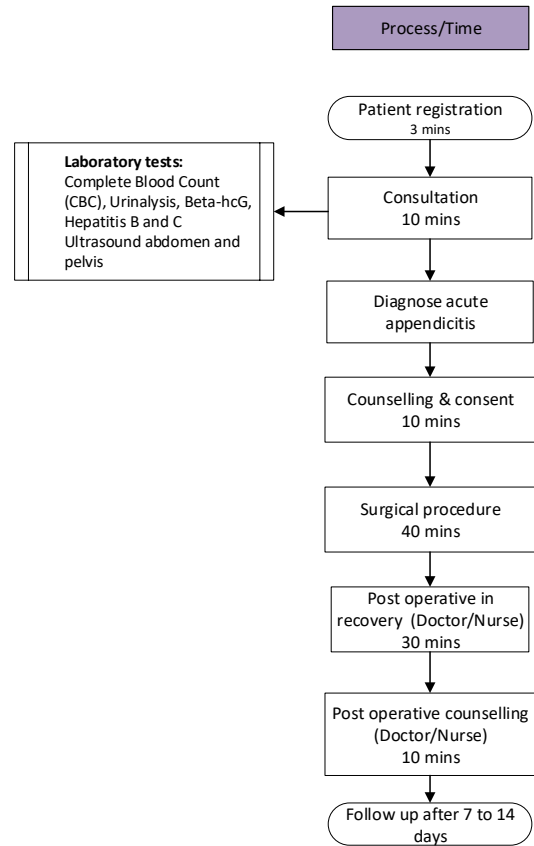 Process/Time
Patient registration
3 mins
Laboratory tests:
Complete Blood Count
(CBC), Urinalysis, Beta-hcG,
Hepatitis B and C
Ultrasound abdomen and
pelvis
Consultation
10 mins
Diagnose acute
appendicitis
Counselling & consent
10 mins
Surgical procedure
40 mins
Post operative in
recovery (Doctor/Nurse)
30 mins
Post operative counselling
(Doctor/Nurse)
10 mins
Follow up after 7 to 14
days